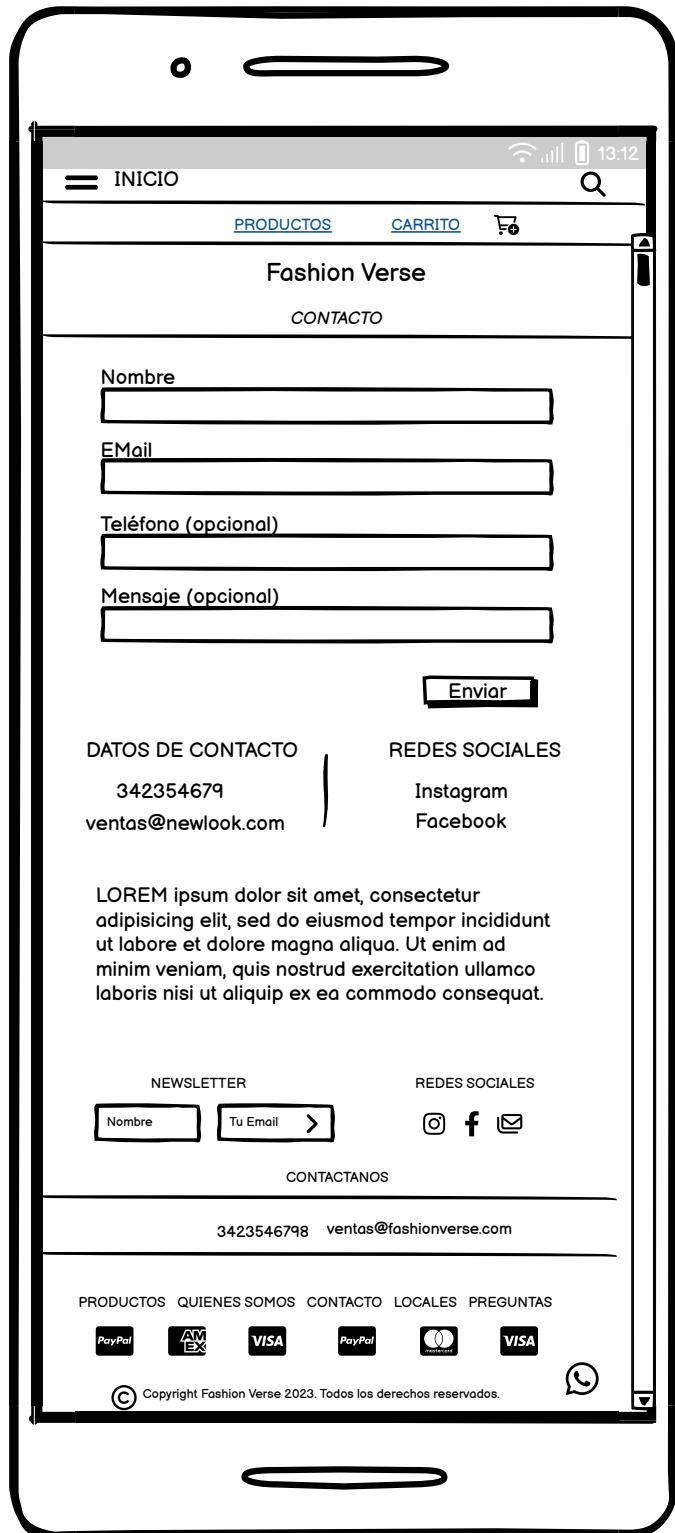 13:12
INICIO
PRODUCTOS CARRITO
Fashion Verse
CONTACTO
Nombre
EMail
Teléfono (opcional)
Mensaje (opcional)
Enviar
DATOS DE CONTACTO
342354679
ventas@newlook.com
REDES SOCIALES
Instagram
Facebook
LOREM ipsum dolor sit amet, consectetur
adipisicing elit, sed do eiusmod tempor incididunt
ut labore et dolore magna aliqua. Ut enim ad
minim veniam, quis nostrud exercitation ullamco
laboris nisi ut aliquip ex ea commodo consequat.
NEWSLETTER
Nombre Tu Email
REDES SOCIALES
CONTACTANOS
3423546798 ventas@fashionverse.com
PRODUCTOS QUIENES SOMOS CONTACTO LOCALES PREGUNTAS
PayPal AM EX VISA PayPal mastercard VISA
© Copyright Fashion Verse 2023. Todos los derechos reservados.